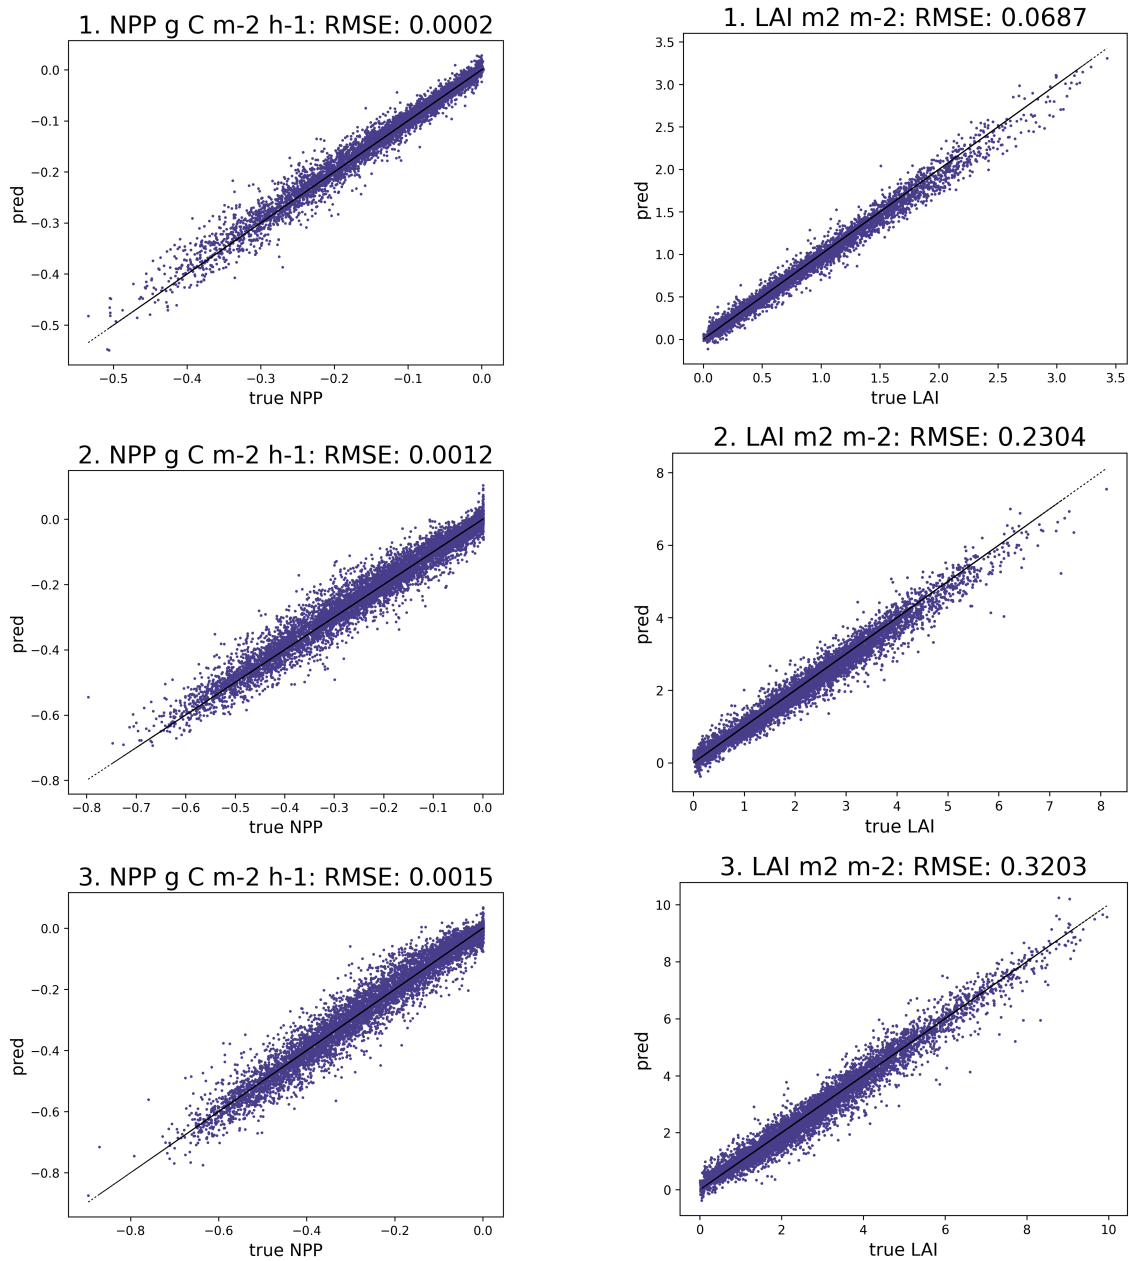 1. NPP g C m-2 h-1: RMSE: 0.0002
0.0
−0.1
−0.2
−0.3
−0.4
−0.5
pred
−0.5 −0.4 −0.3 −0.2 −0.1 0.0
true NPP
1. LAI m2 m-2: RMSE: 0.0687
3.5
3.0
2.5
2.0
1.5
1.0
0.5
0.0
pred
0.0 0.5 1.0 1.5 2.0 2.5 3.0 3.5
true LAI
2. NPP g C m-2 h-1: RMSE: 0.0012
0.0
−0.2
−0.4
−0.6
−0.8
pred
−0.8 −0.7 −0.6 −0.5 −0.4 −0.3 −0.2 −0.1 0.0
true NPP
2. LAI m2 m-2: RMSE: 0.2304
8
6
4
2
0
pred
0 1 2 3 4 5 6 7 8
true LAI
3. NPP g C m-2 h-1: RMSE: 0.0015
0.0
−0.2
−0.4
−0.6
−0.8
pred
−0.8 −0.6 −0.4 −0.2 0.0
true NPP
3. LAI m2 m-2: RMSE: 0.3203
10
8
6
4
2
0
pred
0 2 4 6 8 10
true LAI